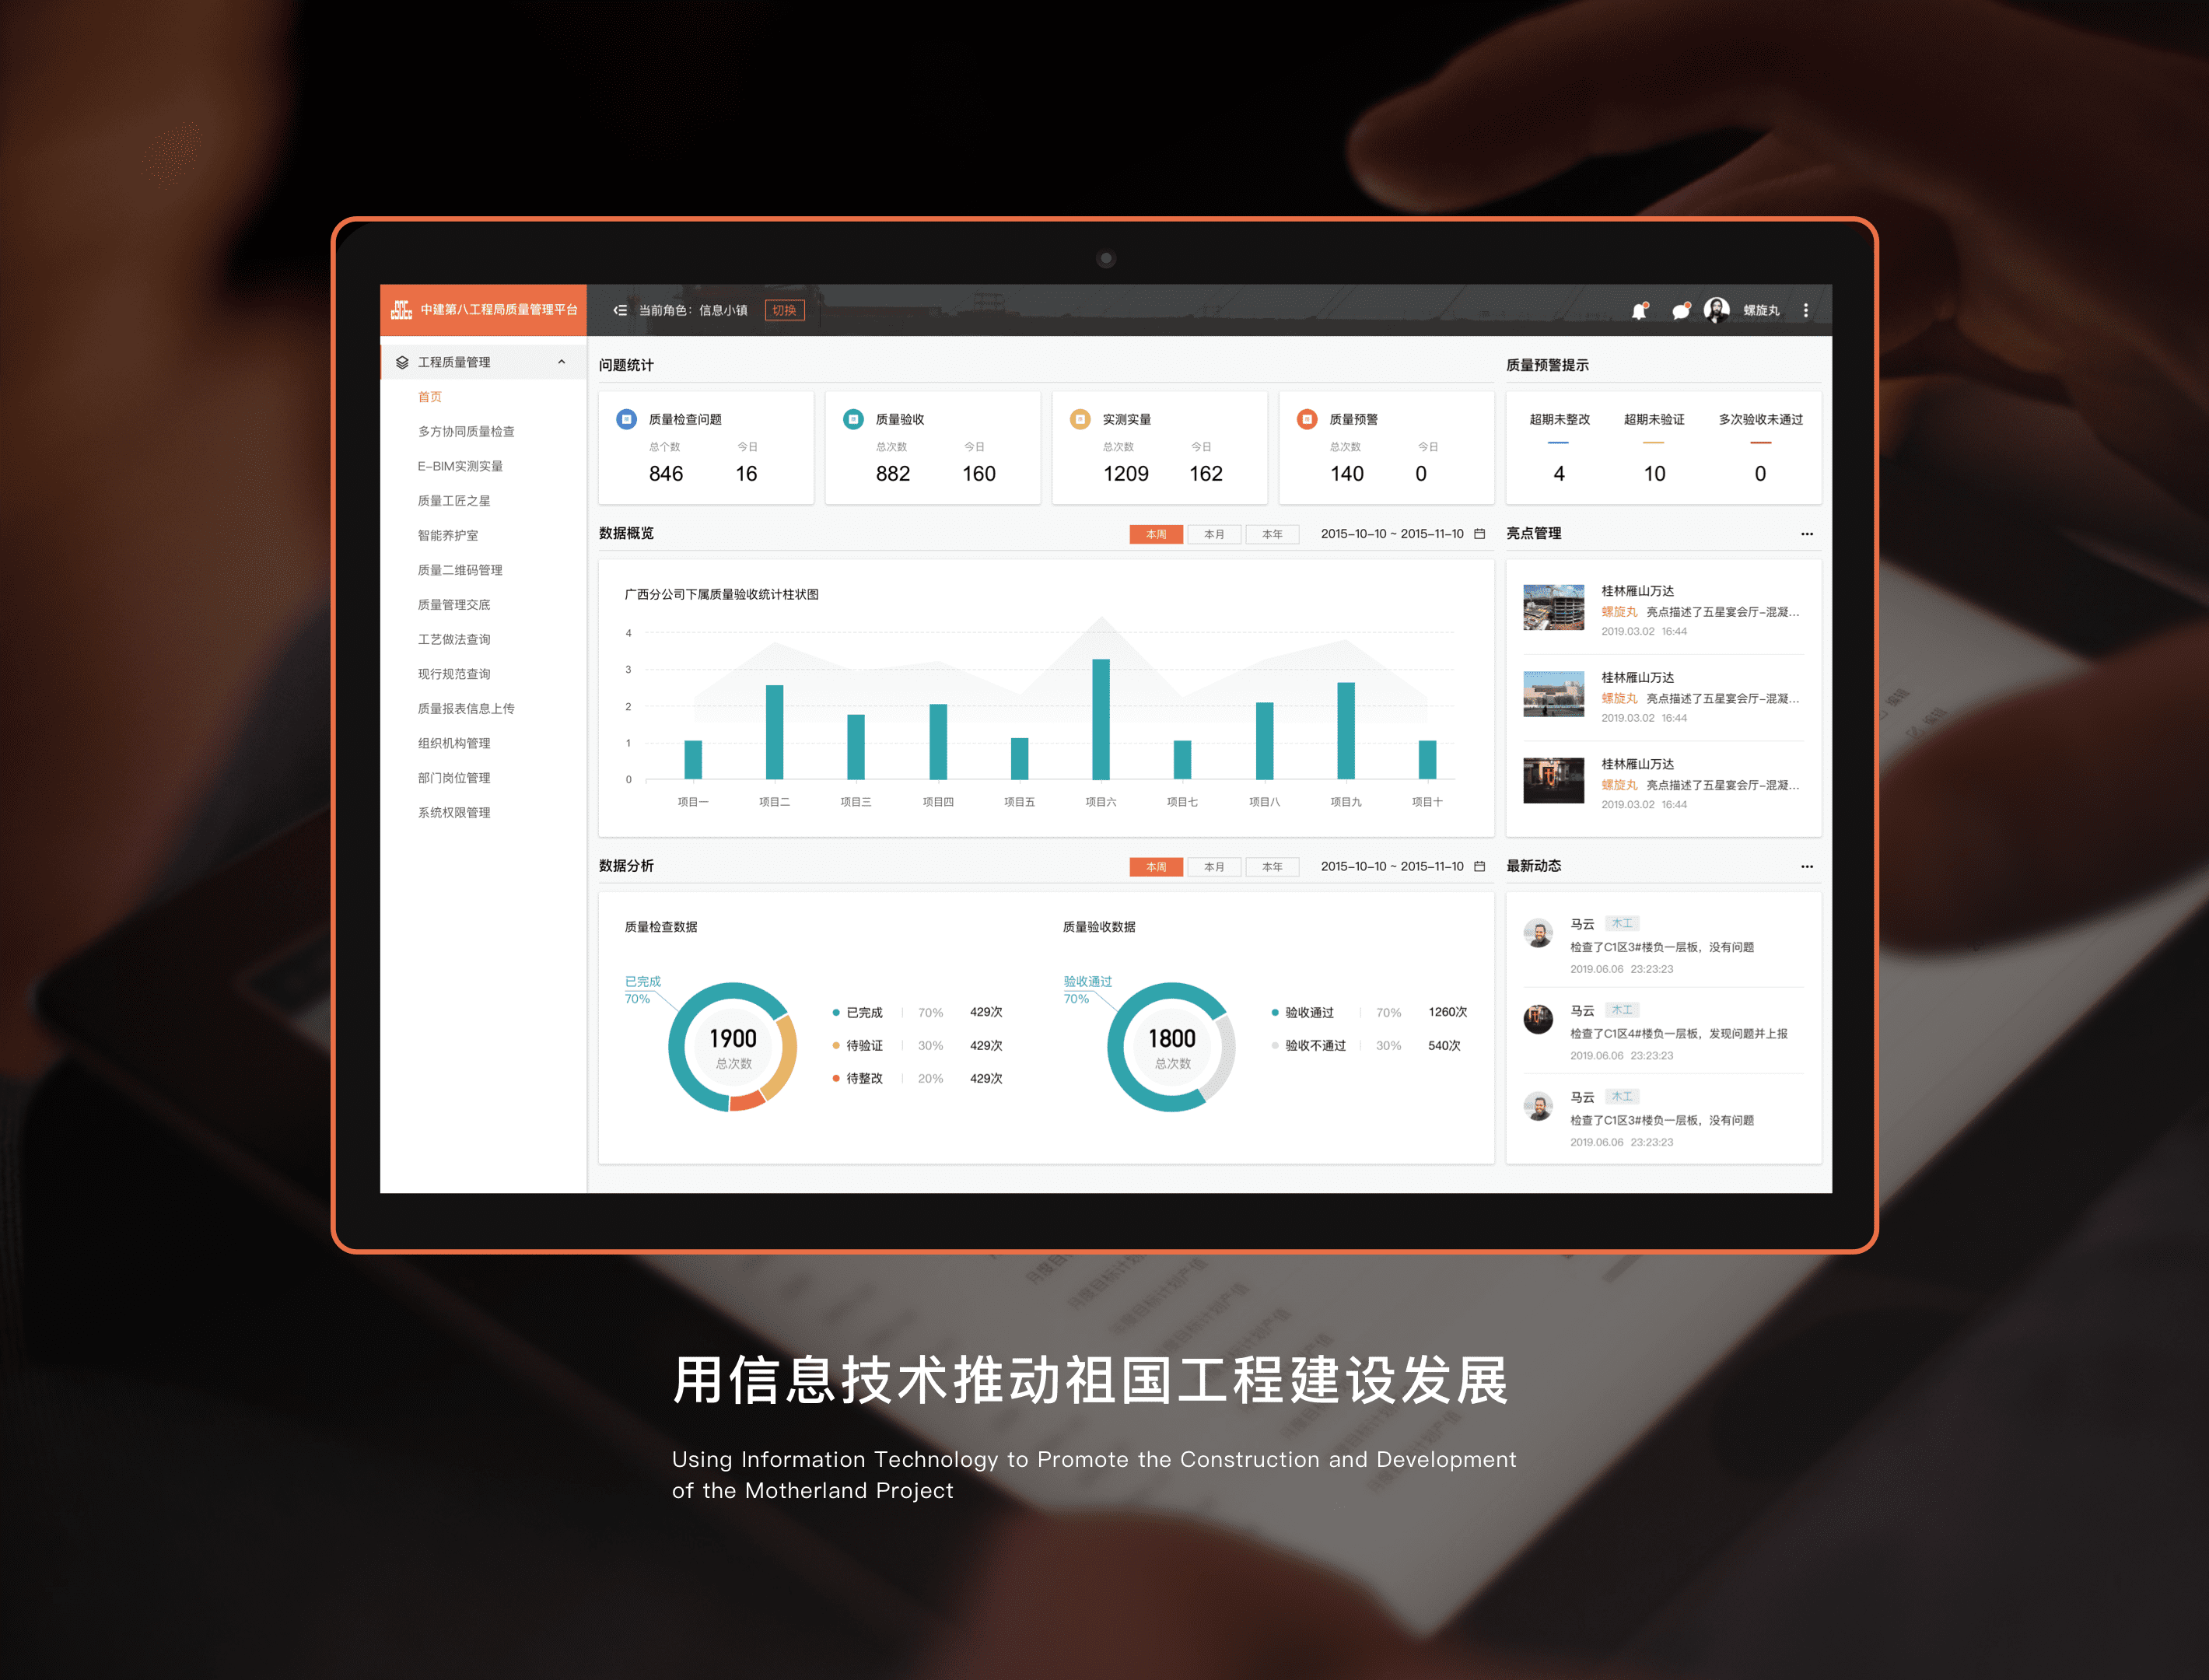 中建第八工程局质量管理平台
当前角色：信息小镇 切换
螺旋丸
工程质量管理
首页
多方协同质量检查
E-BIM实测实量
质量工匠之星
智能养护室
质量二维码管理
质量管理交底
工艺做法查询
现行规范查询
质量报表信息上传
组织机构管理
部门岗位管理
系统权限管理
问题统计
质量检查问题
总个数 今日
846 16
质量验收
总次数 今日
882 160
实测实量
总次数 今日
1209 162
质量预警
总次数 今日
140 0
质量预警提示
超期未整改 超期未验证 多次验收未通过
4 10 0
数据概览
本周 本月 本年 2015-10-10 ~ 2015-11-10
广西分公司下属质量验收统计柱状图
4
3
2
1
0
项目一 项目二 项目三 项目四 项目五 项目六 项目七 项目八 项目九 项目十
亮点管理
桂林雁山万达
螺旋丸 亮点描述了五星宴会厅-混凝...
2019.03.02 16:44
桂林雁山万达
螺旋丸 亮点描述了五星宴会厅-混凝...
2019.03.02 16:44
桂林雁山万达
螺旋丸 亮点描述了五星宴会厅-混凝...
2019.03.02 16:44
数据分析
本周 本月 本年 2015-10-10 ~ 2015-11-10
质量检查数据
已完成
70%
1900
总次数
已完成 70% 429次
待验证 30% 429次
待整改 20% 429次
质量验收数据
验收通过
70%
1800
总次数
验收通过 70% 1260次
验收不通过 30% 540次
最新动态
马云 木工
检查了C1区3#楼负一层板，没有问题
2019.06.06 23:23:23
马云 木工
检查了C1区4#楼负一层板，发现问题并上报
2019.06.06 23:23:23
马云 木工
检查了C1区3#楼负一层板，没有问题
2019.06.06 23:23:23
用信息技术推动祖国工程建设发展
Using Information Technology to Promote the Construction and Development
of the Motherland Project